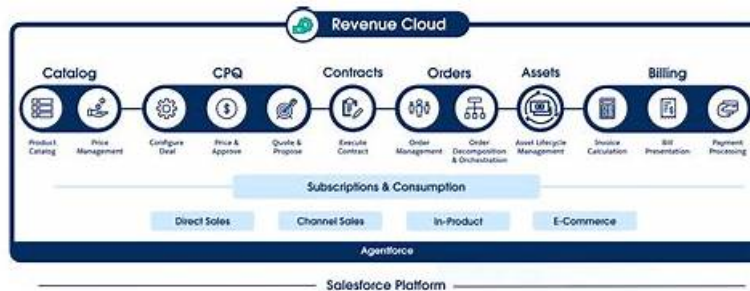 Revenue Cloud
Catalog CPQ Contracts Orders Assets Billing
Product Catalog
Price Management
Configure Deal
Price & Approve
Quote & Propose
Execute Contract
Order Management
Order Decomposition & Orchestration
Asset Lifecycle Management
Invoice Calculation
Bill Presentation
Payment Processing
Subscriptions & Consumption
Direct Sales Channel Sales In-Product E-Commerce
Agentforce
Salesforce Platform